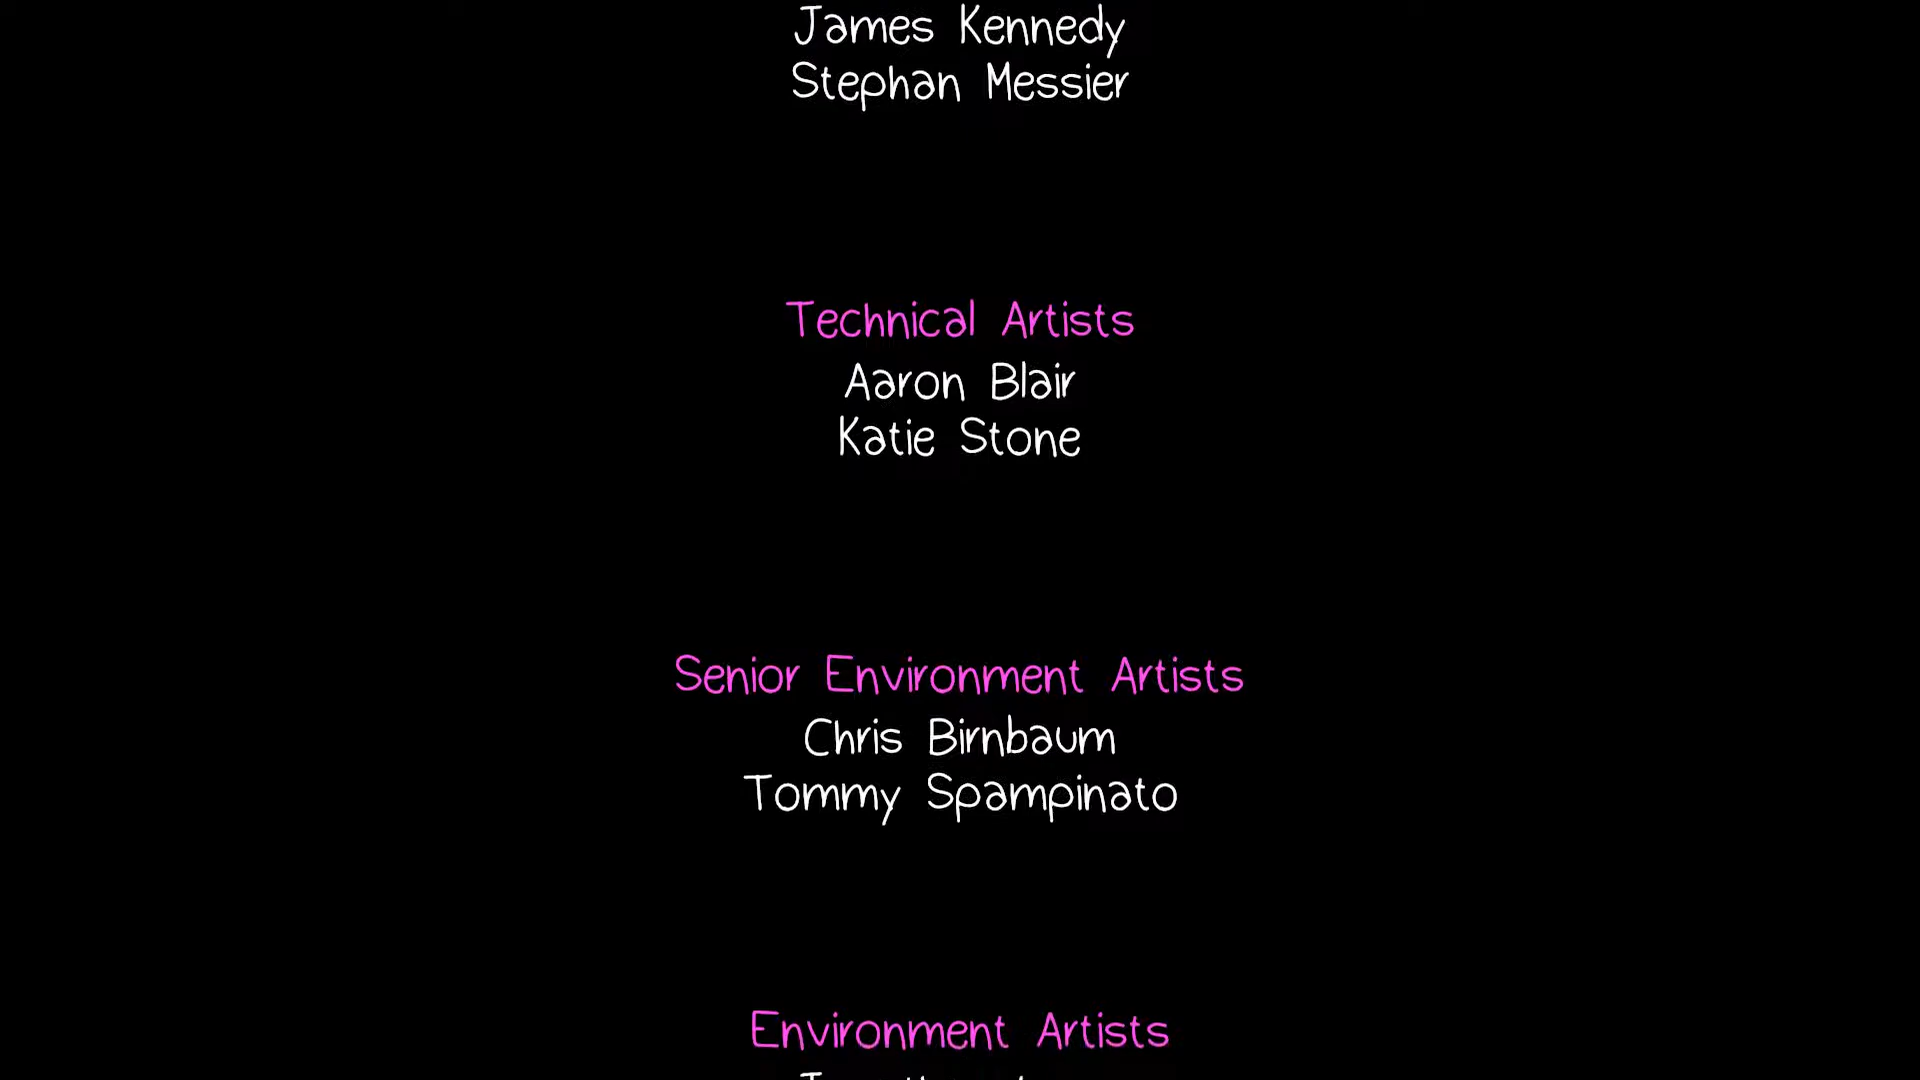 James Kennedy
Stephan Messier
Technical Artists
Aaron Blair
Katie Stone
Senior Environment Artists
Chris Birnbaum
Tommy Spampinato
Environment Artists